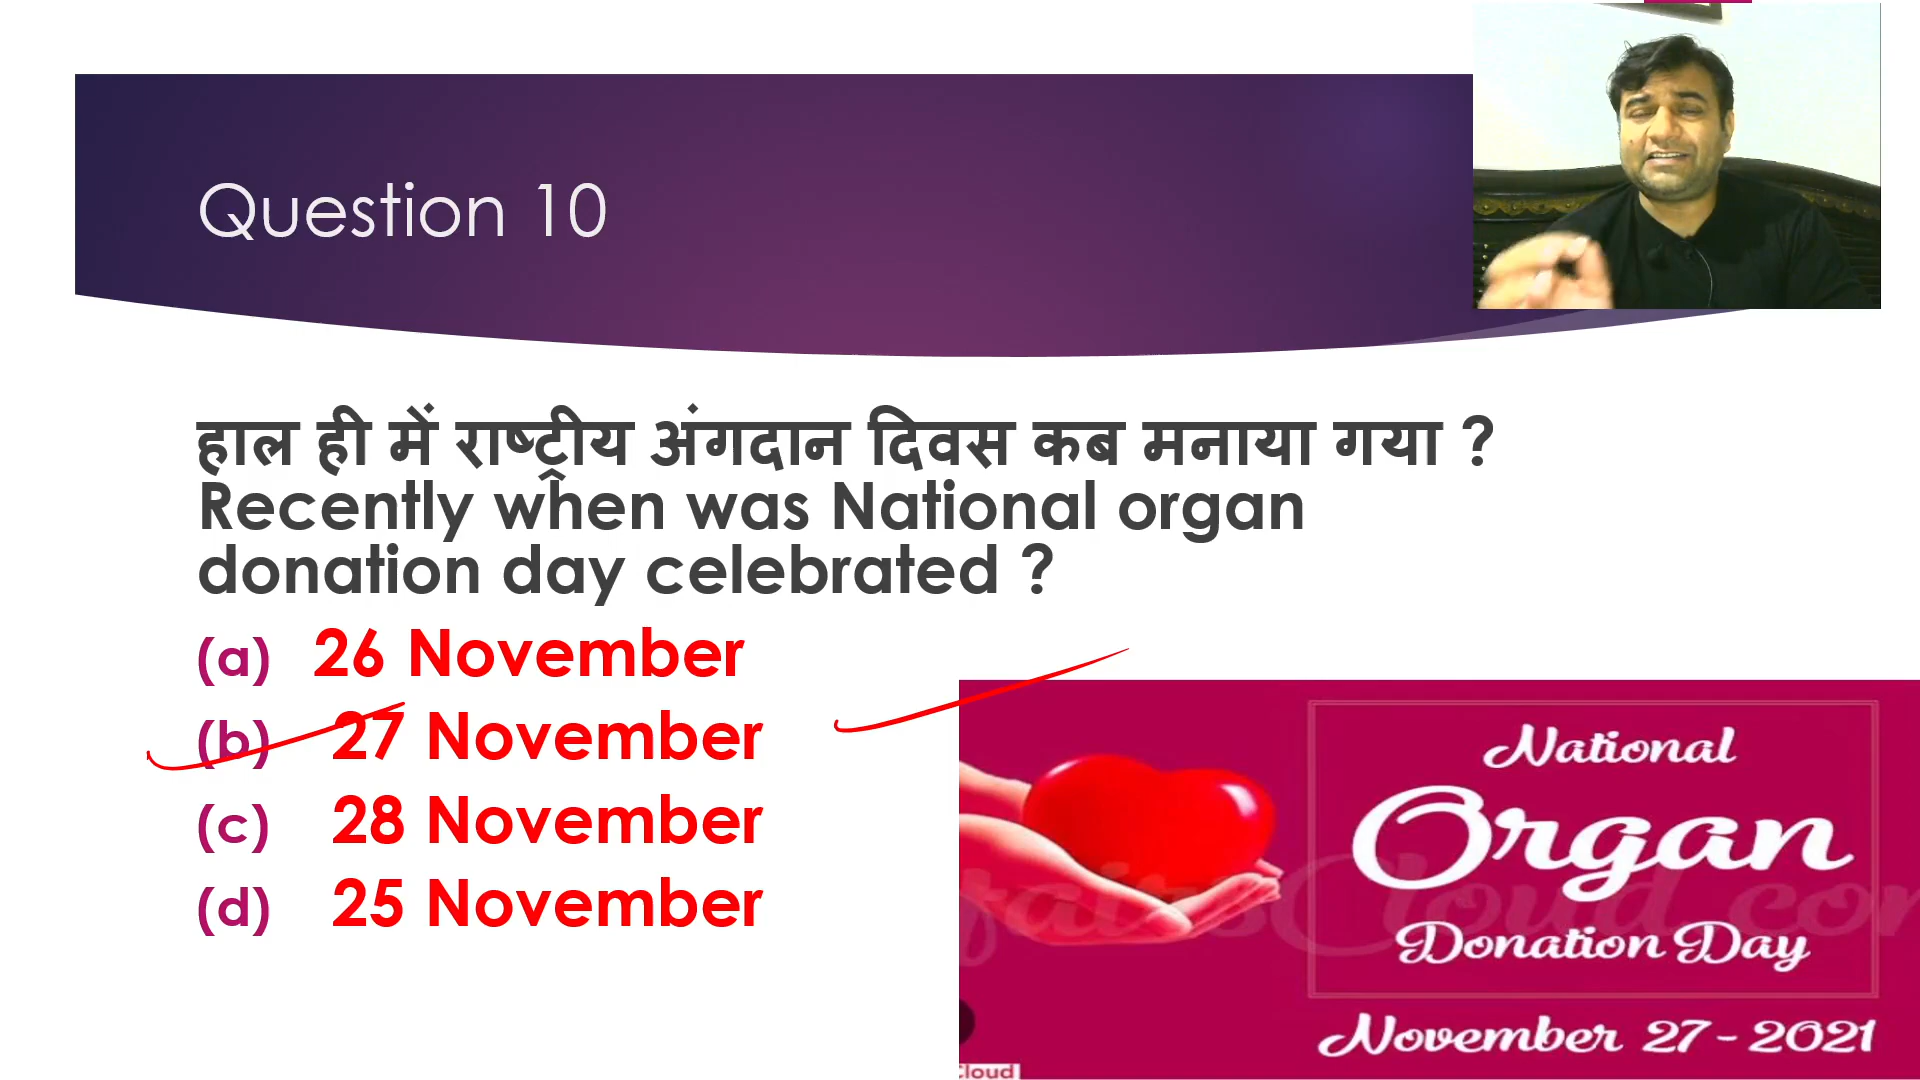 Question 10
हाल ही में राष्ट्रीय अंगदान दिवस कब मनाया गया ?
Recently when was National organ
donation day celebrated ?
(a) 26 November
(b) 27 November
(c) 28 November
(d) 25 November
National
Organ
Donation Day
November 27 - 2021
Cloud